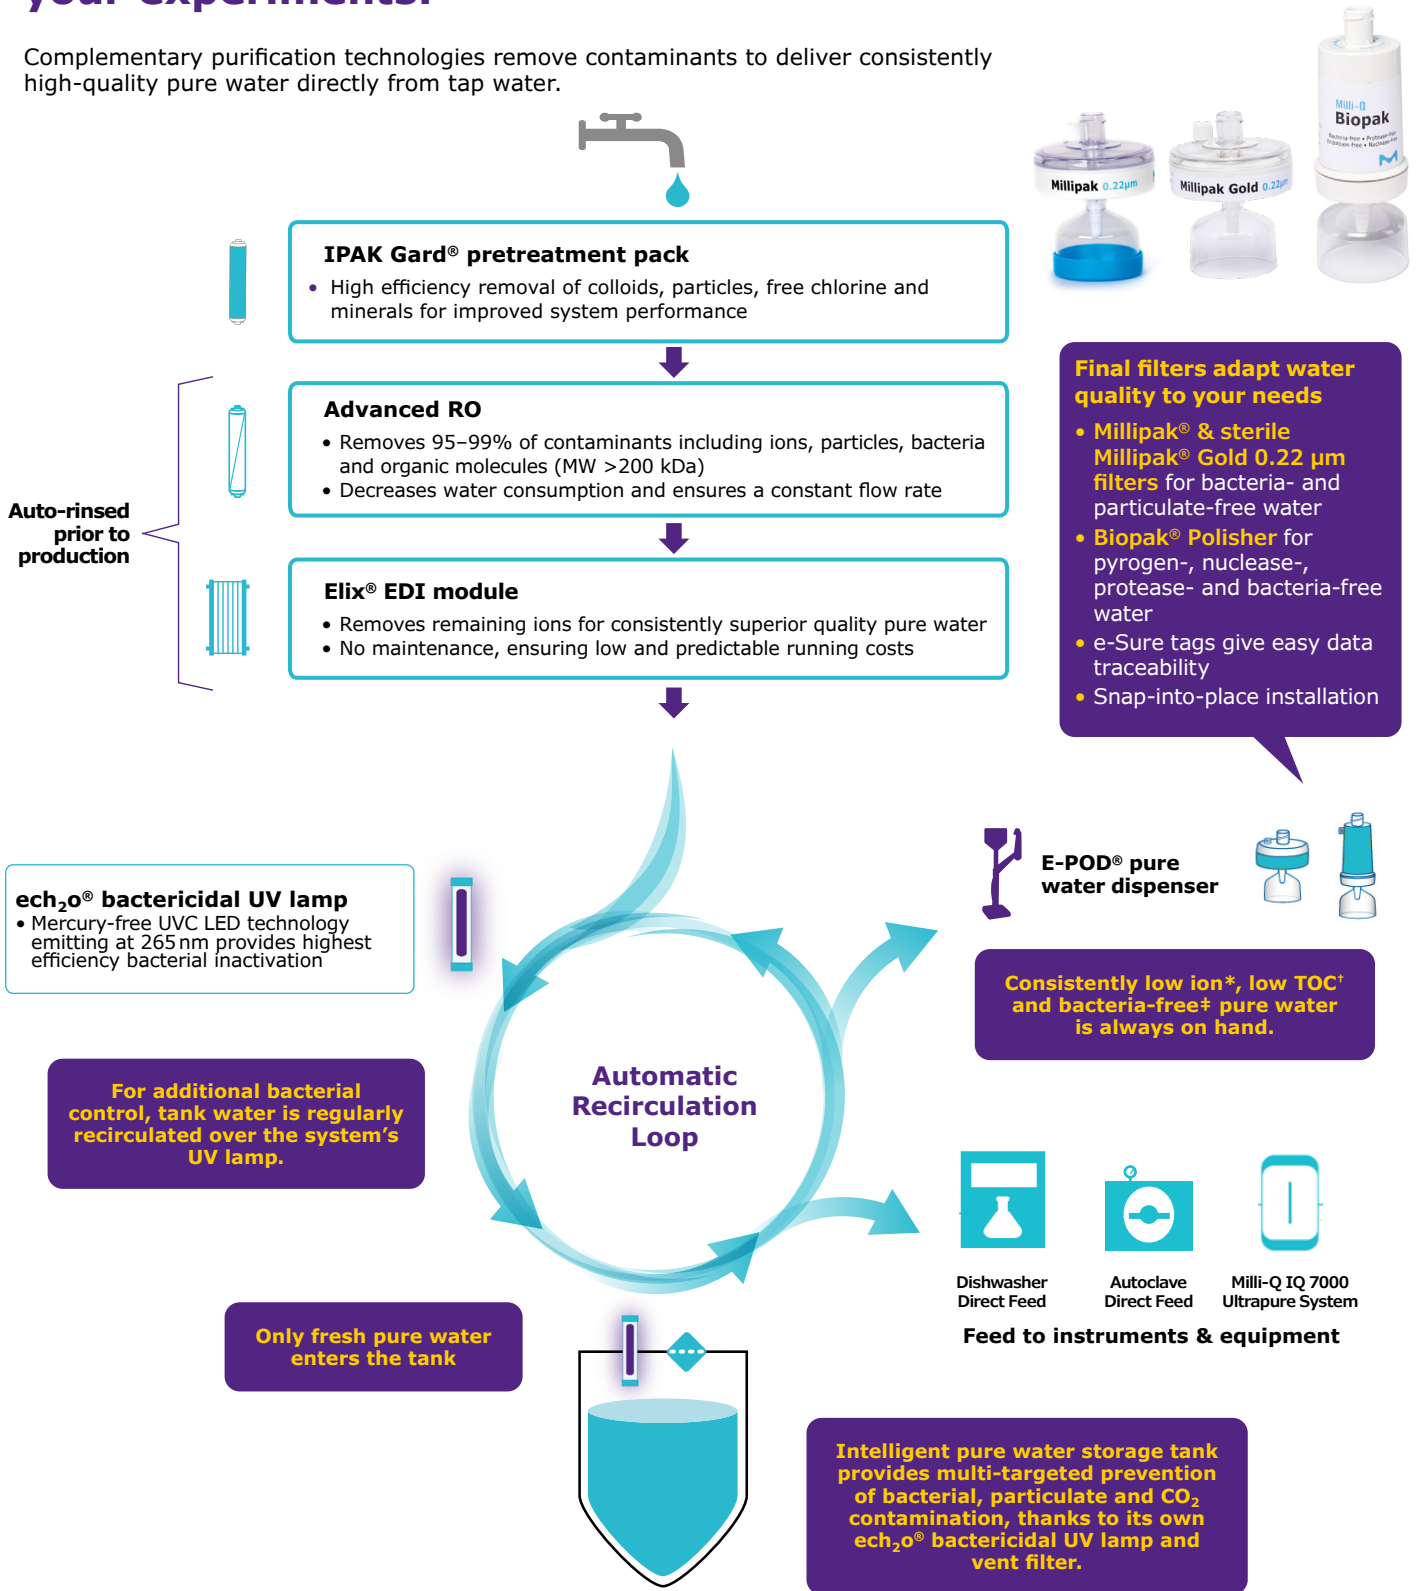 your experiments.
Complementary purification technologies remove contaminants to deliver consistently
high-quality pure water directly from tap water.
Milli-Q
Biopak
Bacteria-free • Protease-free
Endotoxin-free • Nuclease-free
Millipak 0.22µm
Millipak Gold 0.22µm
IPAK Gard® pretreatment pack
• High efficiency removal of colloids, particles, free chlorine and
minerals for improved system performance
Advanced RO
• Removes 95–99% of contaminants including ions, particles, bacteria
and organic molecules (MW >200 kDa)
• Decreases water consumption and ensures a constant flow rate
Auto-rinsed
prior to
production
Elix® EDI module
• Removes remaining ions for consistently superior quality pure water
• No maintenance, ensuring low and predictable running costs
Final filters adapt water
quality to your needs
• Millipak® & sterile
Millipak® Gold 0.22 µm
filters for bacteria- and
particulate-free water
• Biopak® Polisher for
pyrogen-, nuclease-,
protease- and bacteria-free
water
• e-Sure tags give easy data
traceability
• Snap-into-place installation
ech₂o® bactericidal UV lamp
• Mercury-free UVC LED technology
emitting at 265 nm provides highest
efficiency bacterial inactivation
E-POD® pure
water dispenser
Consistently low ion*, low TOC†
and bacteria-free‡ pure water
is always on hand.
For additional bacterial
control, tank water is regularly
recirculated over the system's
UV lamp.
Automatic
Recirculation
Loop
Dishwasher
Direct Feed
Autoclave
Direct Feed
Milli-Q IQ 7000
Ultrapure System
Feed to instruments & equipment
Only fresh pure water
enters the tank
Intelligent pure water storage tank
provides multi-targeted prevention
of bacterial, particulate and CO₂
contamination, thanks to its own
ech₂o® bactericidal UV lamp and
vent filter.